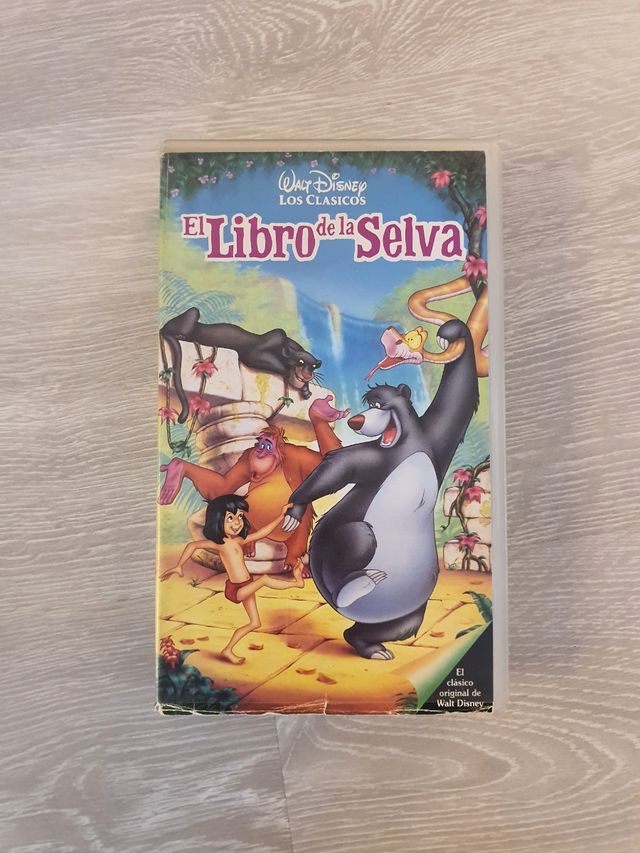 WALT DISNEY
LOS CLASICOS
El Libro de la Selva
El
clásico
original de
Walt Disney